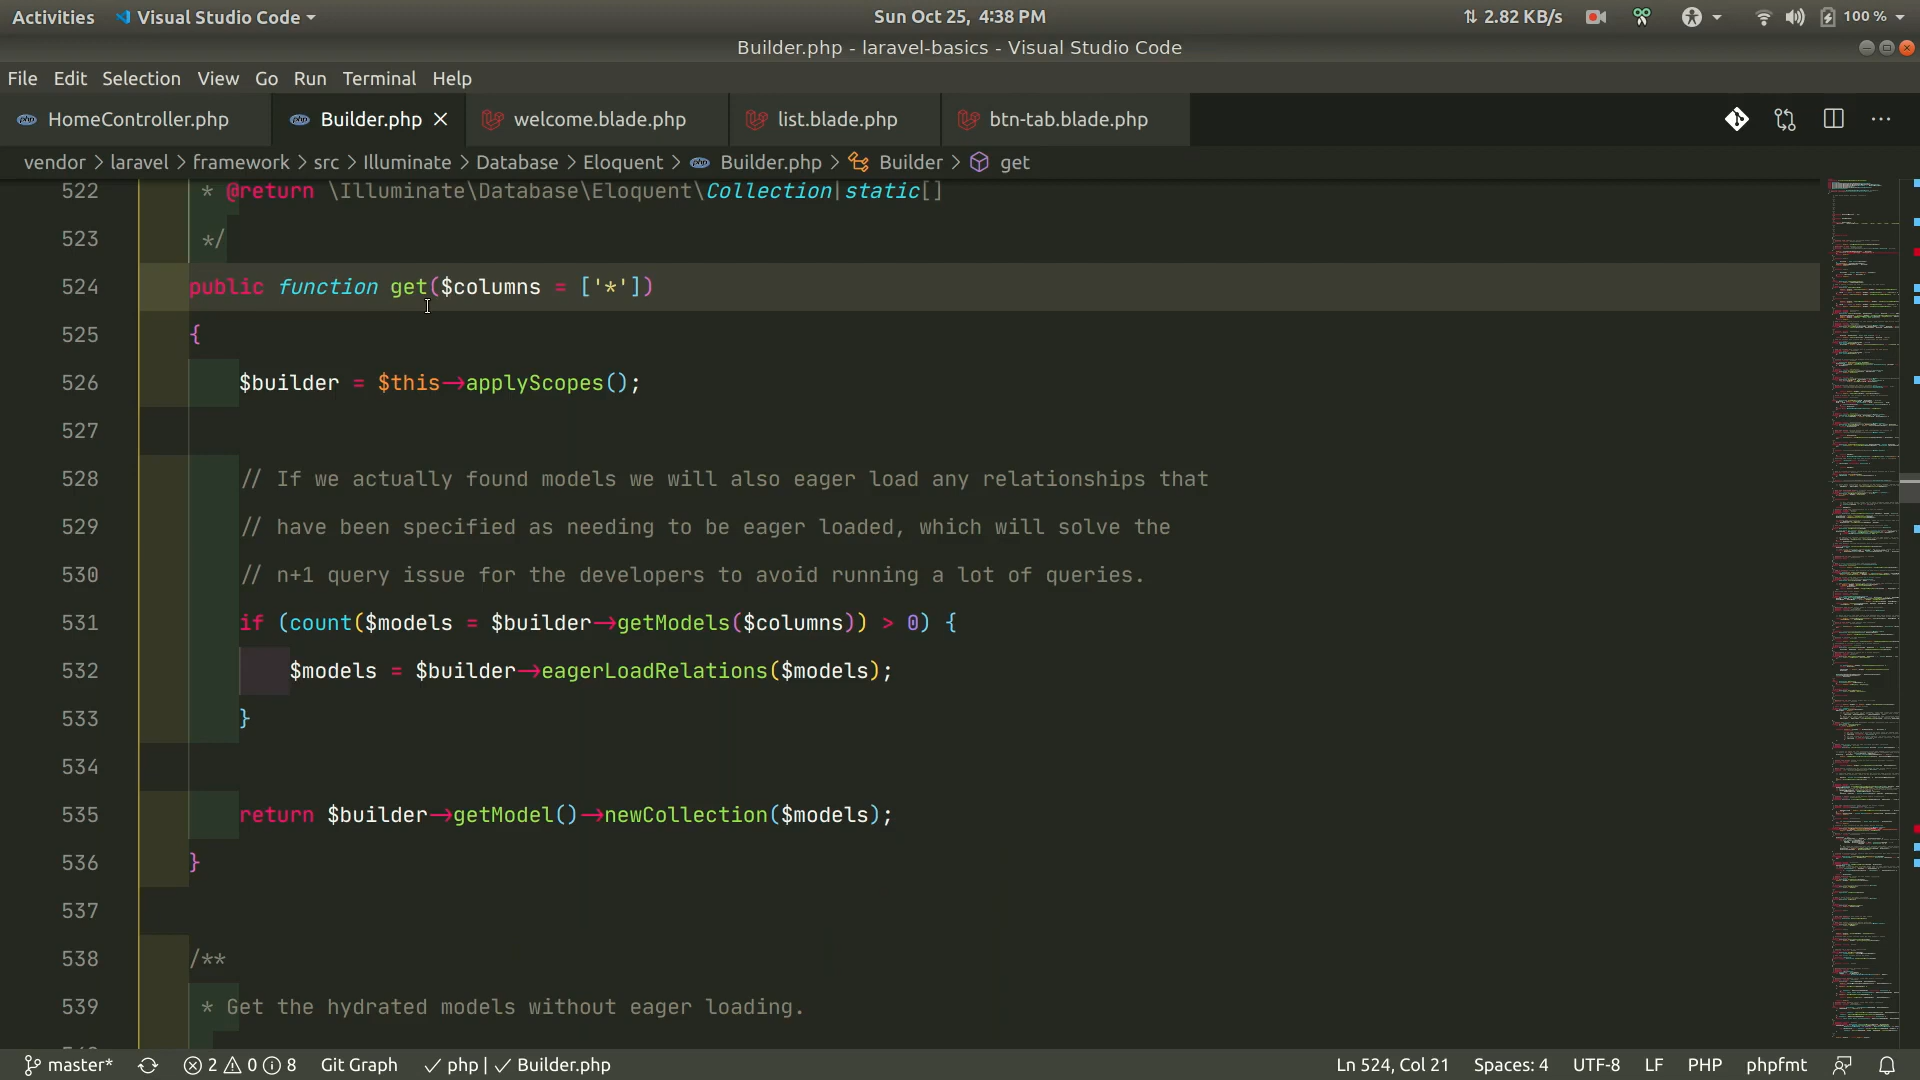 Activities Visual Studio Code Sun Oct 25, 4:38 PM 2.82 KB/s 100 %
Builder.php - laravel-basics - Visual Studio Code
File Edit Selection View Go Run Terminal Help
php HomeController.php php Builder.php welcome.blade.php list.blade.php btn-tab.blade.php
vendor > laravel > framework > src > Illuminate > Database > Eloquent > php Builder.php > Builder > get
522 * @return \Illuminate\Database\Eloquent\Collection|static[]
523 */
524 public function get($columns = ['*'])
525 {
526 $builder = $this->applyScopes();
527
528 // If we actually found models we will also eager load any relationships that
529 // have been specified as needing to be eager loaded, which will solve the
530 // n+1 query issue for the developers to avoid running a lot of queries.
531 if (count($models = $builder->getModels($columns)) > 0) {
532 $models = $builder->eagerLoadRelations($models);
533 }
534
535 return $builder->getModel()->newCollection($models);
536 }
537
538 /**
539 * Get the hydrated models without eager loading.
master* 2 0 8 Git Graph ✓ php | ✓ Builder.php Ln 524, Col 21 Spaces: 4 UTF-8 LF PHP phpfmt